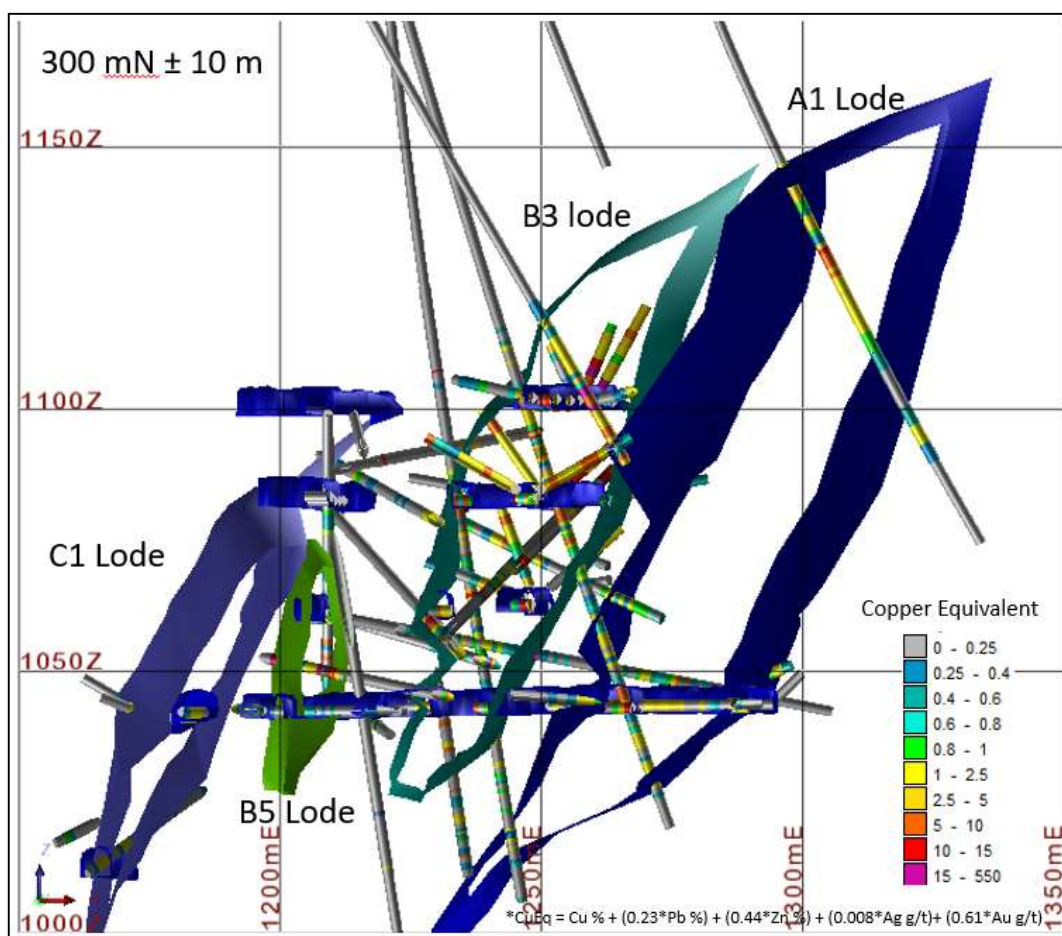 300 mN ± 10 m
A1 Lode
1150Z
B3 lode
1100Z
C1 Lode
Copper Equivalent
0 - 0.25
0.25 - 0.4
0.4 - 0.6
0.6 - 0.8
0.8 - 1
1 - 2.5
2.5 - 5
5 - 10
10 - 15
15 - 550
1050Z
B5 Lode
1200mE
1250mE
1300mE
1350mE
Z
1000Z
*CuEq = Cu % + (0.23*Pb %) + (0.44*Zn %) + (0.008*Ag g/t)+ (0.61*Au g/t)